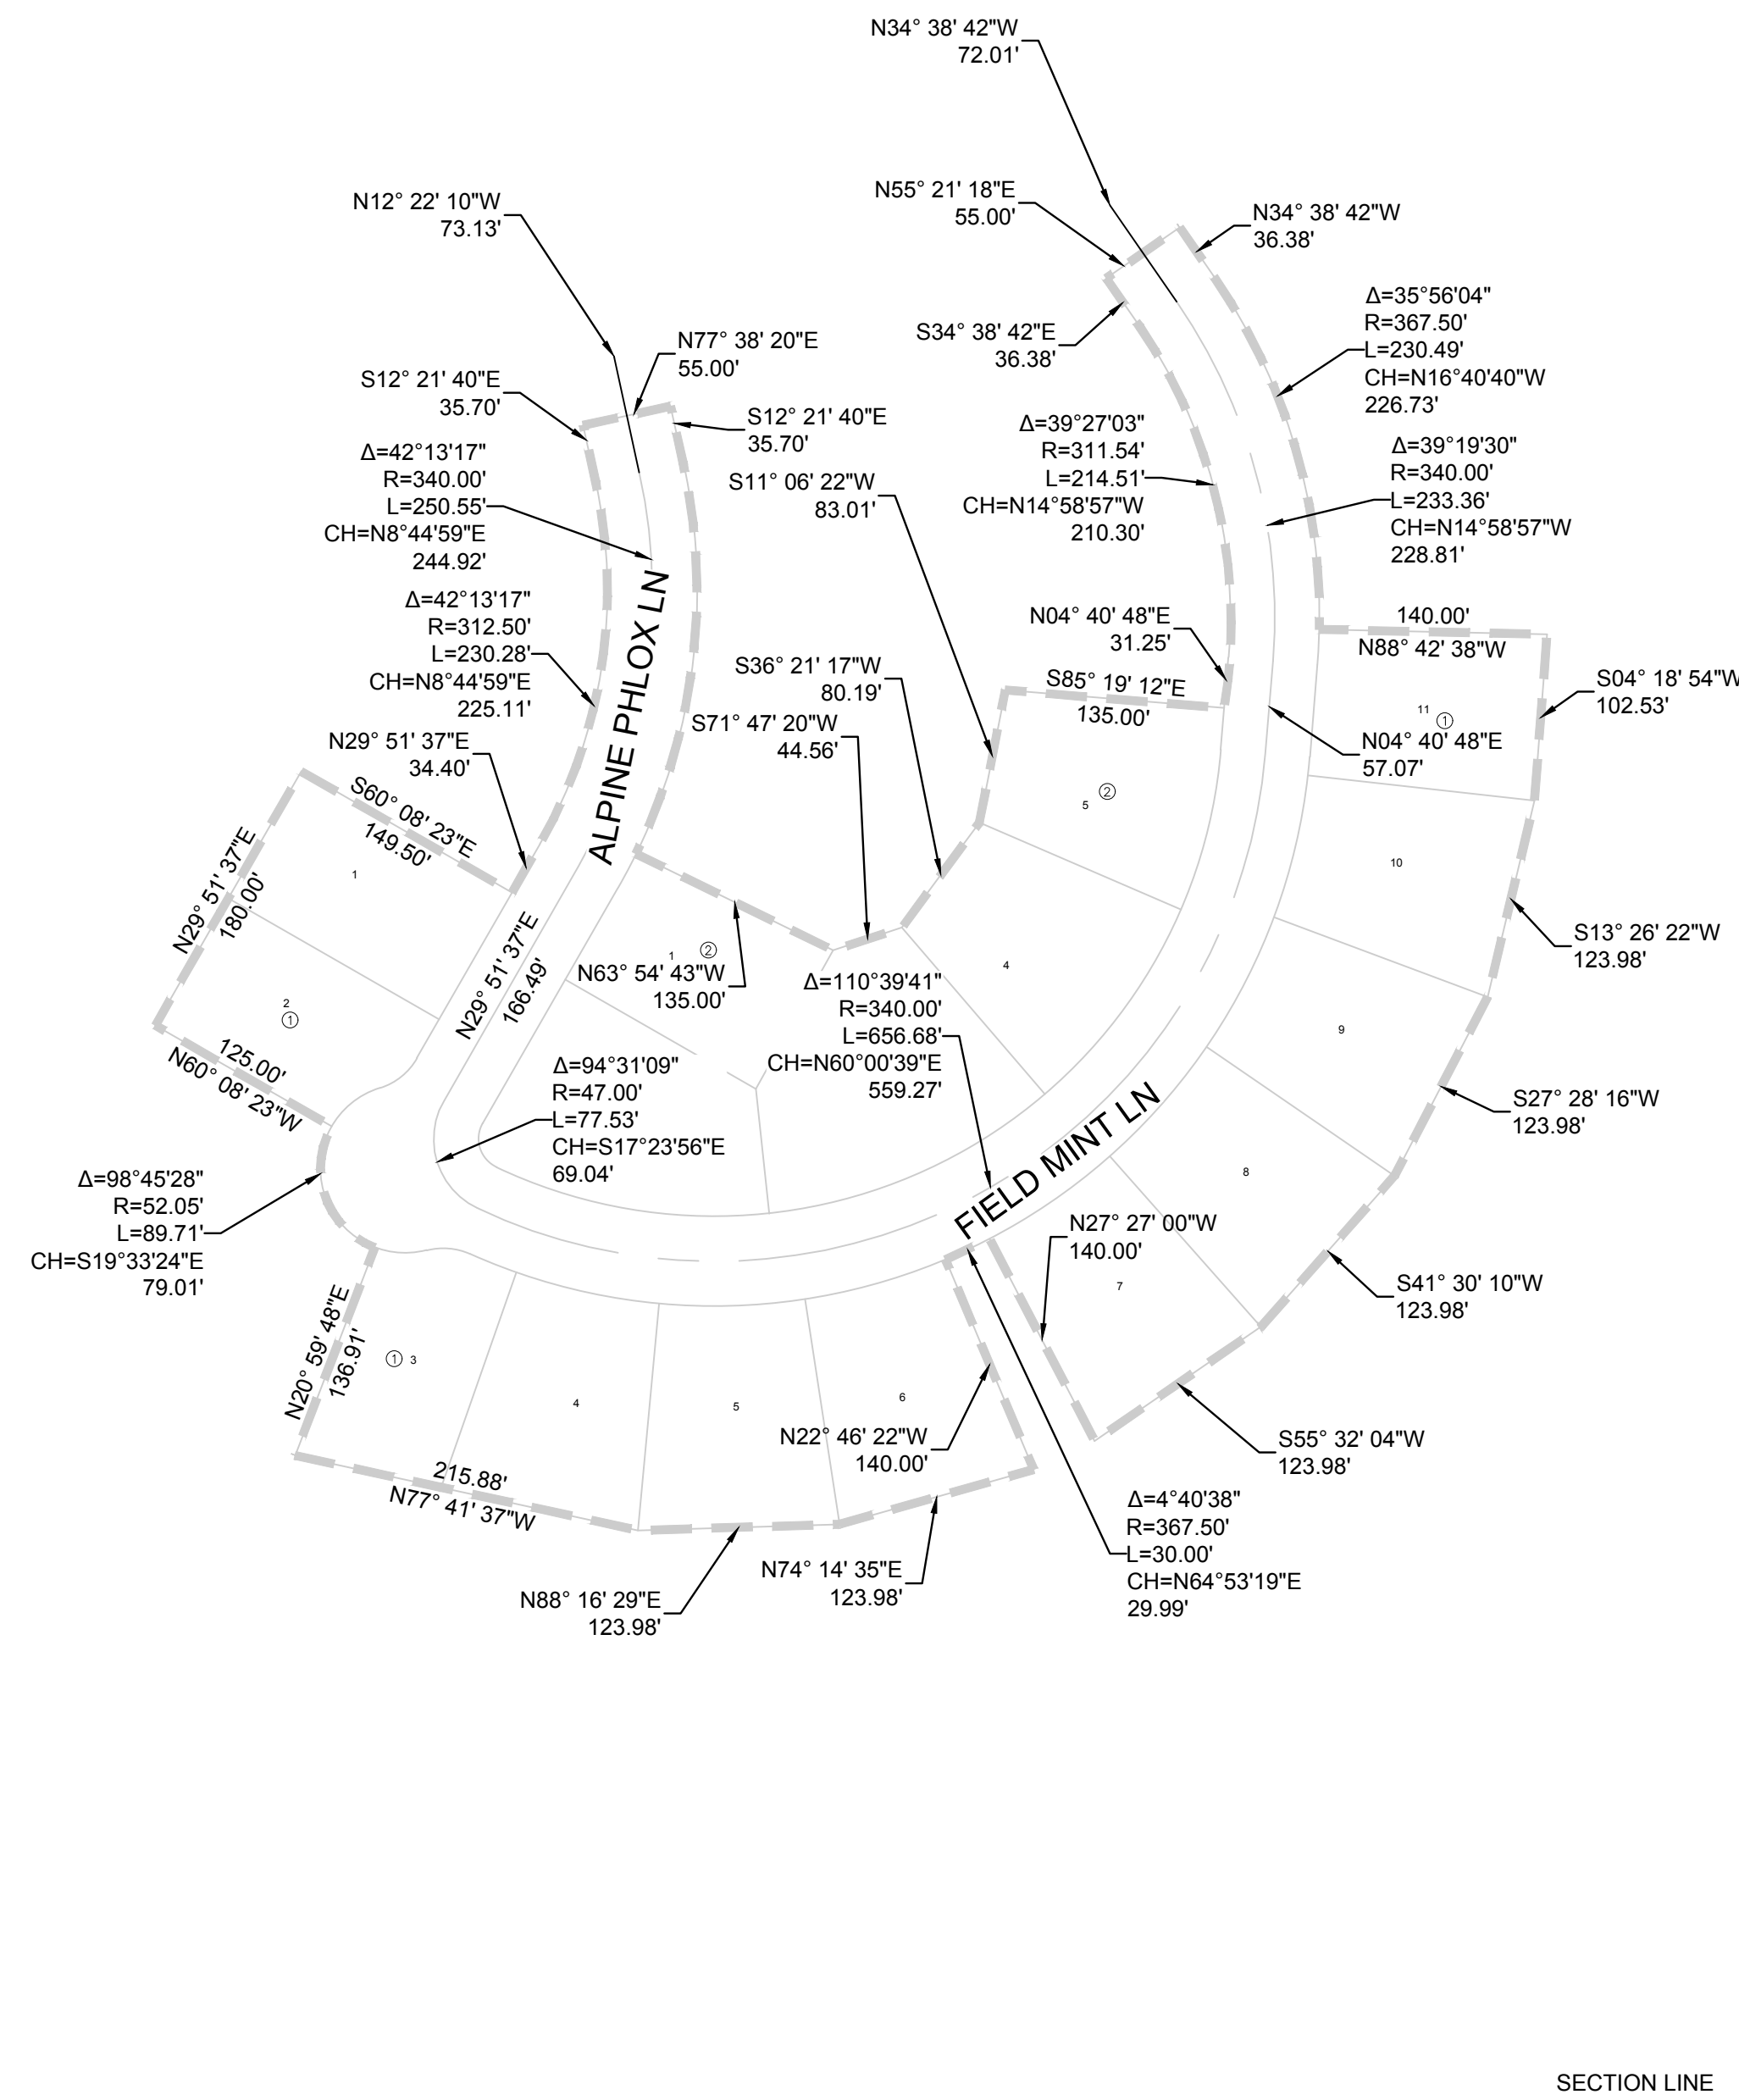 N34° 38' 42"W
72.01'
N55° 21' 18"E
55.00'
N34° 38' 42"W
36.38'
N12° 22' 10"W
73.13'
Δ=35°56'04"
R=367.50'
L=230.49'
CH=N16°40'40"W
226.73'
S34° 38' 42"E
36.38'
N77° 38' 20"E
55.00'
S12° 21' 40"E
35.70'
S12° 21' 40"E
35.70'
Δ=39°27'03"
R=311.54'
L=214.51'
CH=N14°58'57"W
210.30'
Δ=39°19'30"
R=340.00'
L=233.36'
CH=N14°58'57"W
228.81'
Δ=42°13'17"
R=340.00'
L=250.55'
CH=N8°44'59"E
244.92'
S11° 06' 22"W
83.01'
Δ=42°13'17"
R=312.50'
L=230.28'
CH=N8°44'59"E
225.11'
ALPINE PHLOX LN
N04° 40' 48"E
31.25'
140.00'
N88° 42' 38"W
S36° 21' 17"W
80.19'
S85° 19' 12"E
135.00'
S04° 18' 54"W
102.53'
S71° 47' 20"W
44.56'
11
1
N04° 40' 48"E
57.07'
N29° 51' 37"E
34.40'
2
5
S60° 08' 23"E
149.50'
N29° 51' 37"E
180.00'
1
10
2
1
N29° 51' 37"E
166.49'
1
2
N63° 54' 43"W
135.00'
4
S13° 26' 22"W
123.98'
Δ=110°39'41"
R=340.00'
L=656.68'
CH=N60°00'39"E
559.27'
9
125.00'
N60° 08' 23"W
Δ=94°31'09"
R=47.00'
L=77.53'
CH=S17°23'56"E
69.04'
S27° 28' 16"W
123.98'
FIELD MINT LN
8
Δ=98°45'28"
R=52.05'
L=89.71'
CH=S19°33'24"E
79.01'
N27° 27' 00"W
140.00'
7
S41° 30' 10"W
123.98'
N20° 59' 48"E
136.91'
1
3
4
5
6
N22° 46' 22"W
140.00'
S55° 32' 04"W
123.98'
215.88'
N77° 41' 37"W
Δ=4°40'38"
R=367.50'
L=30.00'
CH=N64°53'19"E
29.99'
N74° 14' 35"E
123.98'
N88° 16' 29"E
123.98'
SECTION LINE